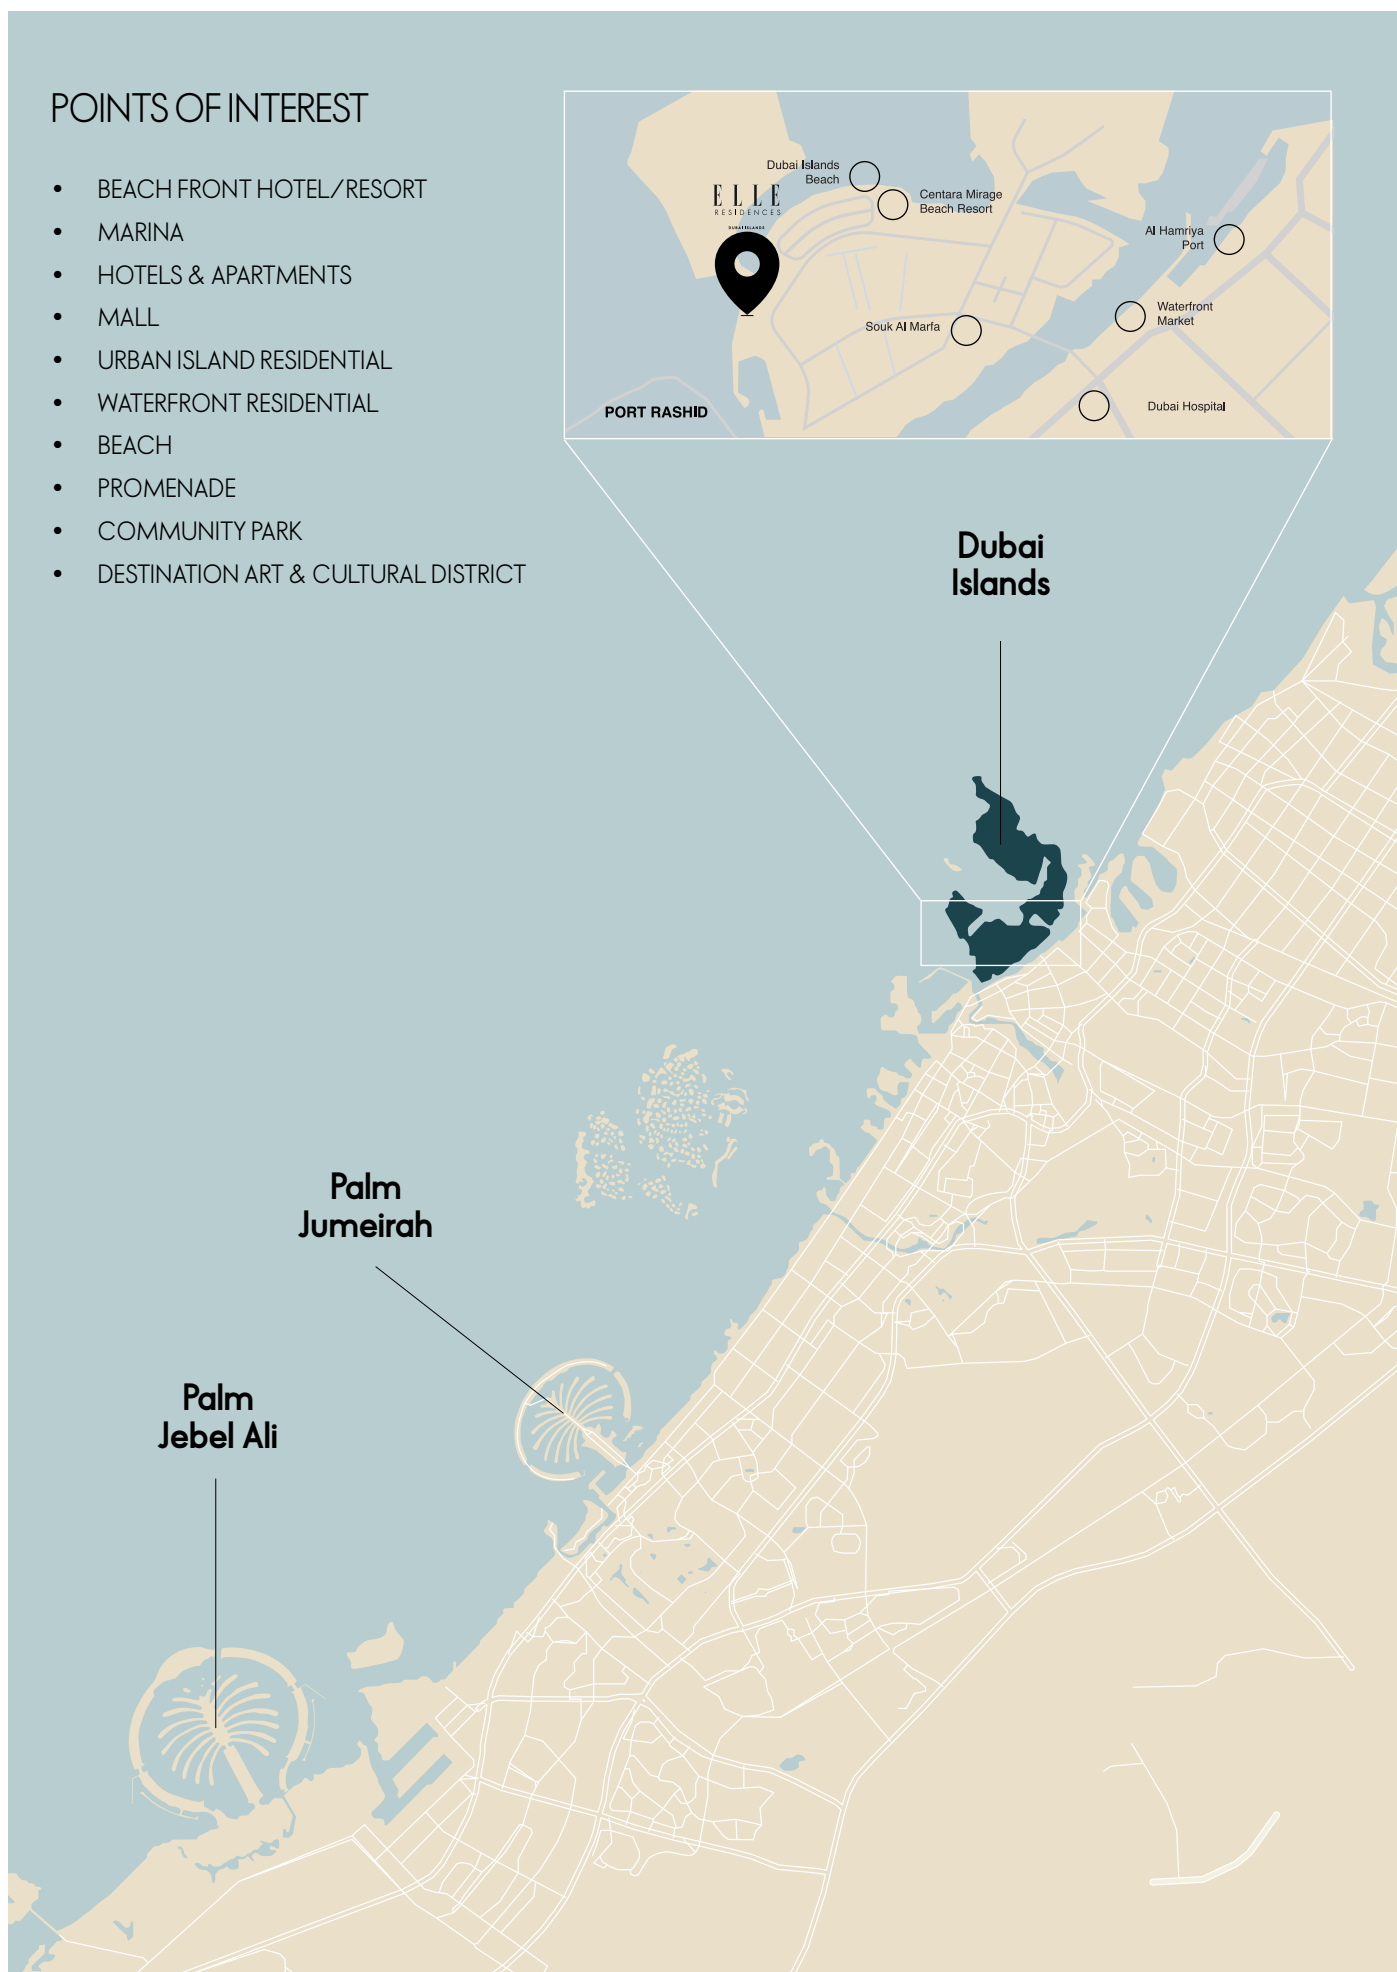 POINTS OF INTEREST
• BEACH FRONT HOTEL/RESORT
• MARINA
• HOTELS & APARTMENTS
• MALL
• URBAN ISLAND RESIDENTIAL
• WATERFRONT RESIDENTIAL
• BEACH
• PROMENADE
• COMMUNITY PARK
• DESTINATION ART & CULTURAL DISTRICT
Dubai Islands
Beach
ELLE
RESIDENCES
DUBAI ISLANDS
Centara Mirage
Beach Resort
Al Hamriya
Port
Waterfront
Market
Souk Al Marfa
PORT RASHID
Dubai Hospital
Dubai
Islands
Palm
Jumeirah
Palm
Jebel Ali